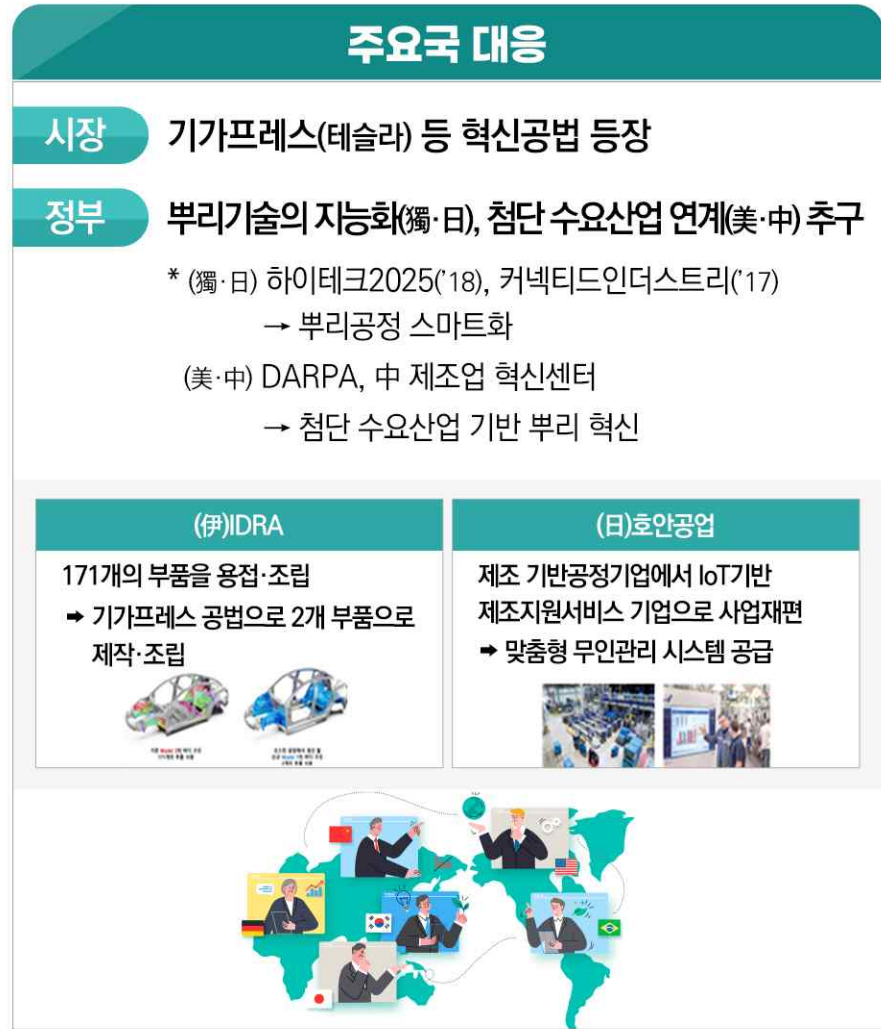 주요국 대응
시장 기가프레스(테슬라) 등 혁신공법 등장
정부 뿌리기술의 지능화(獨·日), 첨단 수요산업 연계(美·中) 추구
* (獨·日) 하이테크2025('18), 커넥티드인더스트리('17)
→ 뿌리공정 스마트화
(美·中) DARPA, 中 제조업 혁신센터
→ 첨단 수요산업 기반 뿌리 혁신
(伊)IDRA
171개의 부품을 용접·조립
➡ 기가프레스 공법으로 2개 부품으로
제작·조립
(日)호안공업
제조 기반공정기업에서 IoT기반
제조지원서비스 기업으로 사업재편
➡ 맞춤형 무인관리 시스템 공급